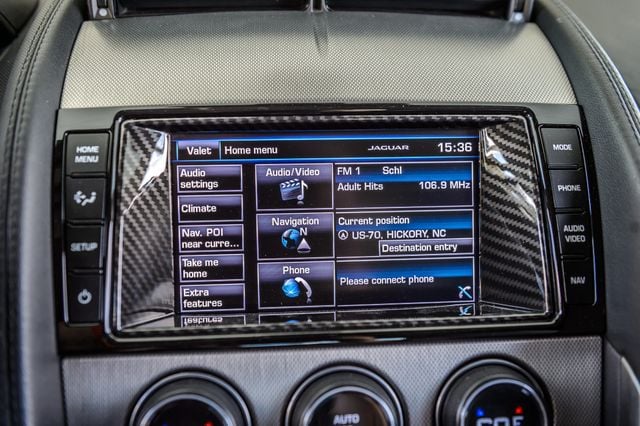 HOME
MENU
SETUP
MODE
PHONE
AUDIO
VIDEO
NAV
Valet Home menu JAGUAR 15:36
Audio
settings
Climate
Nav. POI
near curre...
Take me
home
Extra
features
Audio/Video
Navigation
N
Phone
FM 1 Schl
Adult Hits 106.9 MHz
Current position
US-70, HICKORY, NC
Destination entry
Please connect phone
features
AUTO